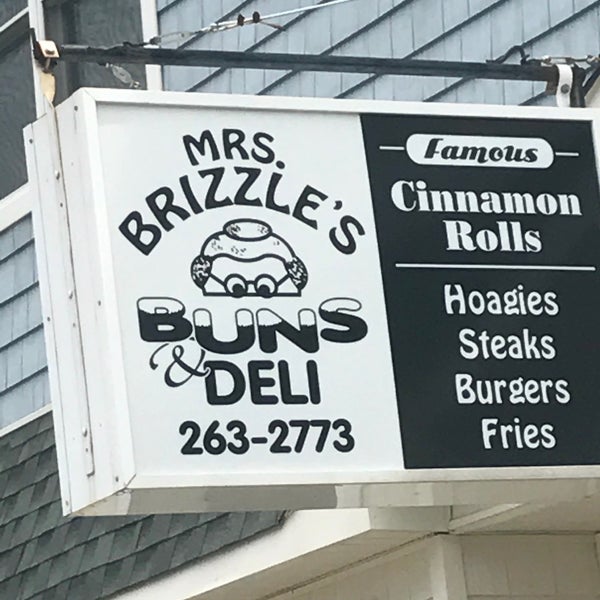 MRS.
BRIZZLE'S
BUNS
& DELI
263-2773
Famous
Cinnamon
Rolls
Hoagies
Steaks
Burgers
Fries